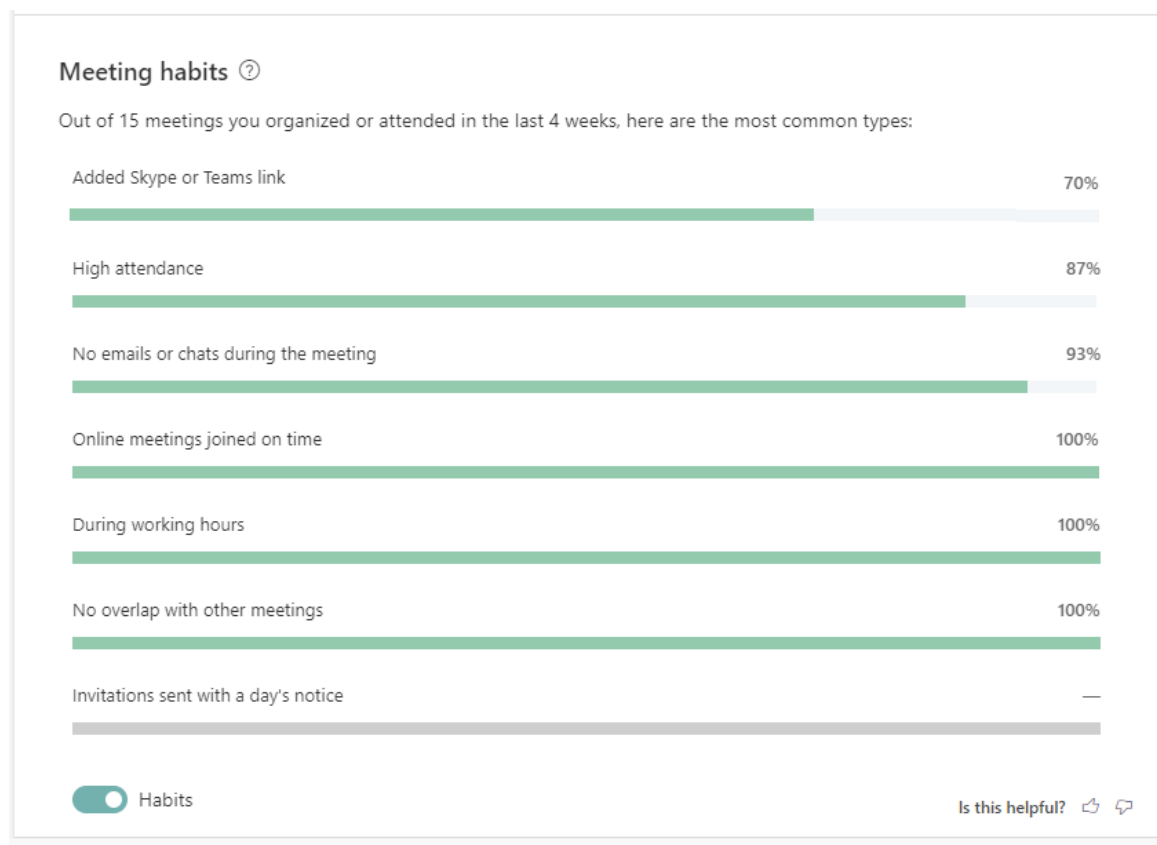 Meeting habits ?
Out of 15 meetings you organized or attended in the last 4 weeks, here are the most common types:
Added Skype or Teams link 70%
High attendance 87%
No emails or chats during the meeting 93%
Online meetings joined on time 100%
During working hours 100%
No overlap with other meetings 100%
Invitations sent with a day's notice —
Habits
Is this helpful?